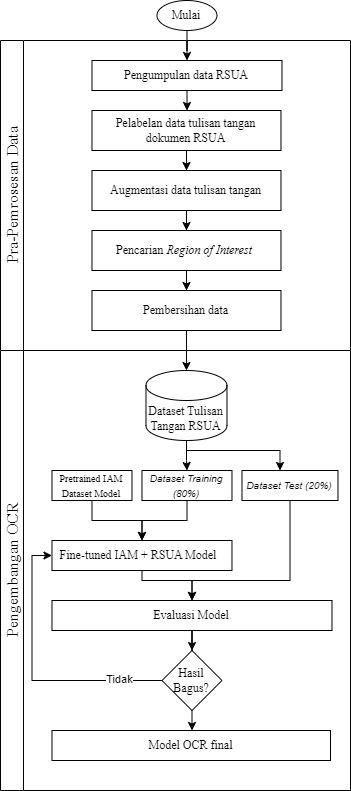 Mulai
Pra-Pemrosesan Data
Pengumpulan data RSUA
Pelabelan data tulisan tangan
dokumen RSUA
Augmentasi data tulisan tangan
Pencarian Region of Interest
Pembersihan data
Pengembangan OCR
Dataset Tulisan
Tangan RSUA
Pretrained IAM
Dataset Model
Dataset Training
(80%)
Dataset Test (20%)
Fine-tuned IAM + RSUA Model
Evaluasi Model
Hasil
Bagus?
Tidak
Model OCR final